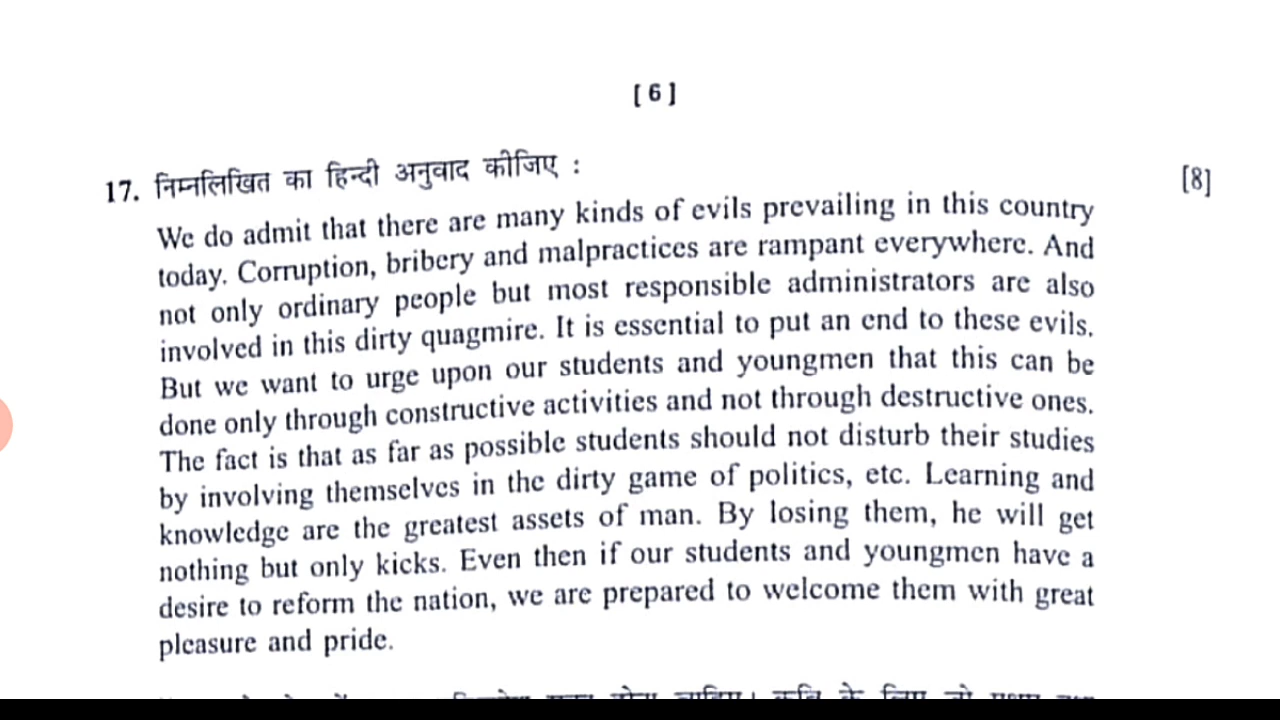 [ 6 ]
17. निम्नलिखित का हिन्दी अनुवाद कीजिए : [8]
We do admit that there are many kinds of evils prevailing in this country
today. Corruption, bribery and malpractices are rampant everywhere. And
not only ordinary people but most responsible administrators are also
involved in this dirty quagmire. It is essential to put an end to these evils.
But we want to urge upon our students and youngmen that this can be
done only through constructive activities and not through destructive ones.
The fact is that as far as possible students should not disturb their studies
by involving themselves in the dirty game of politics, etc. Learning and
knowledge are the greatest assets of man. By losing them, he will get
nothing but only kicks. Even then if our students and youngmen have a
desire to reform the nation, we are prepared to welcome them with great
pleasure and pride.